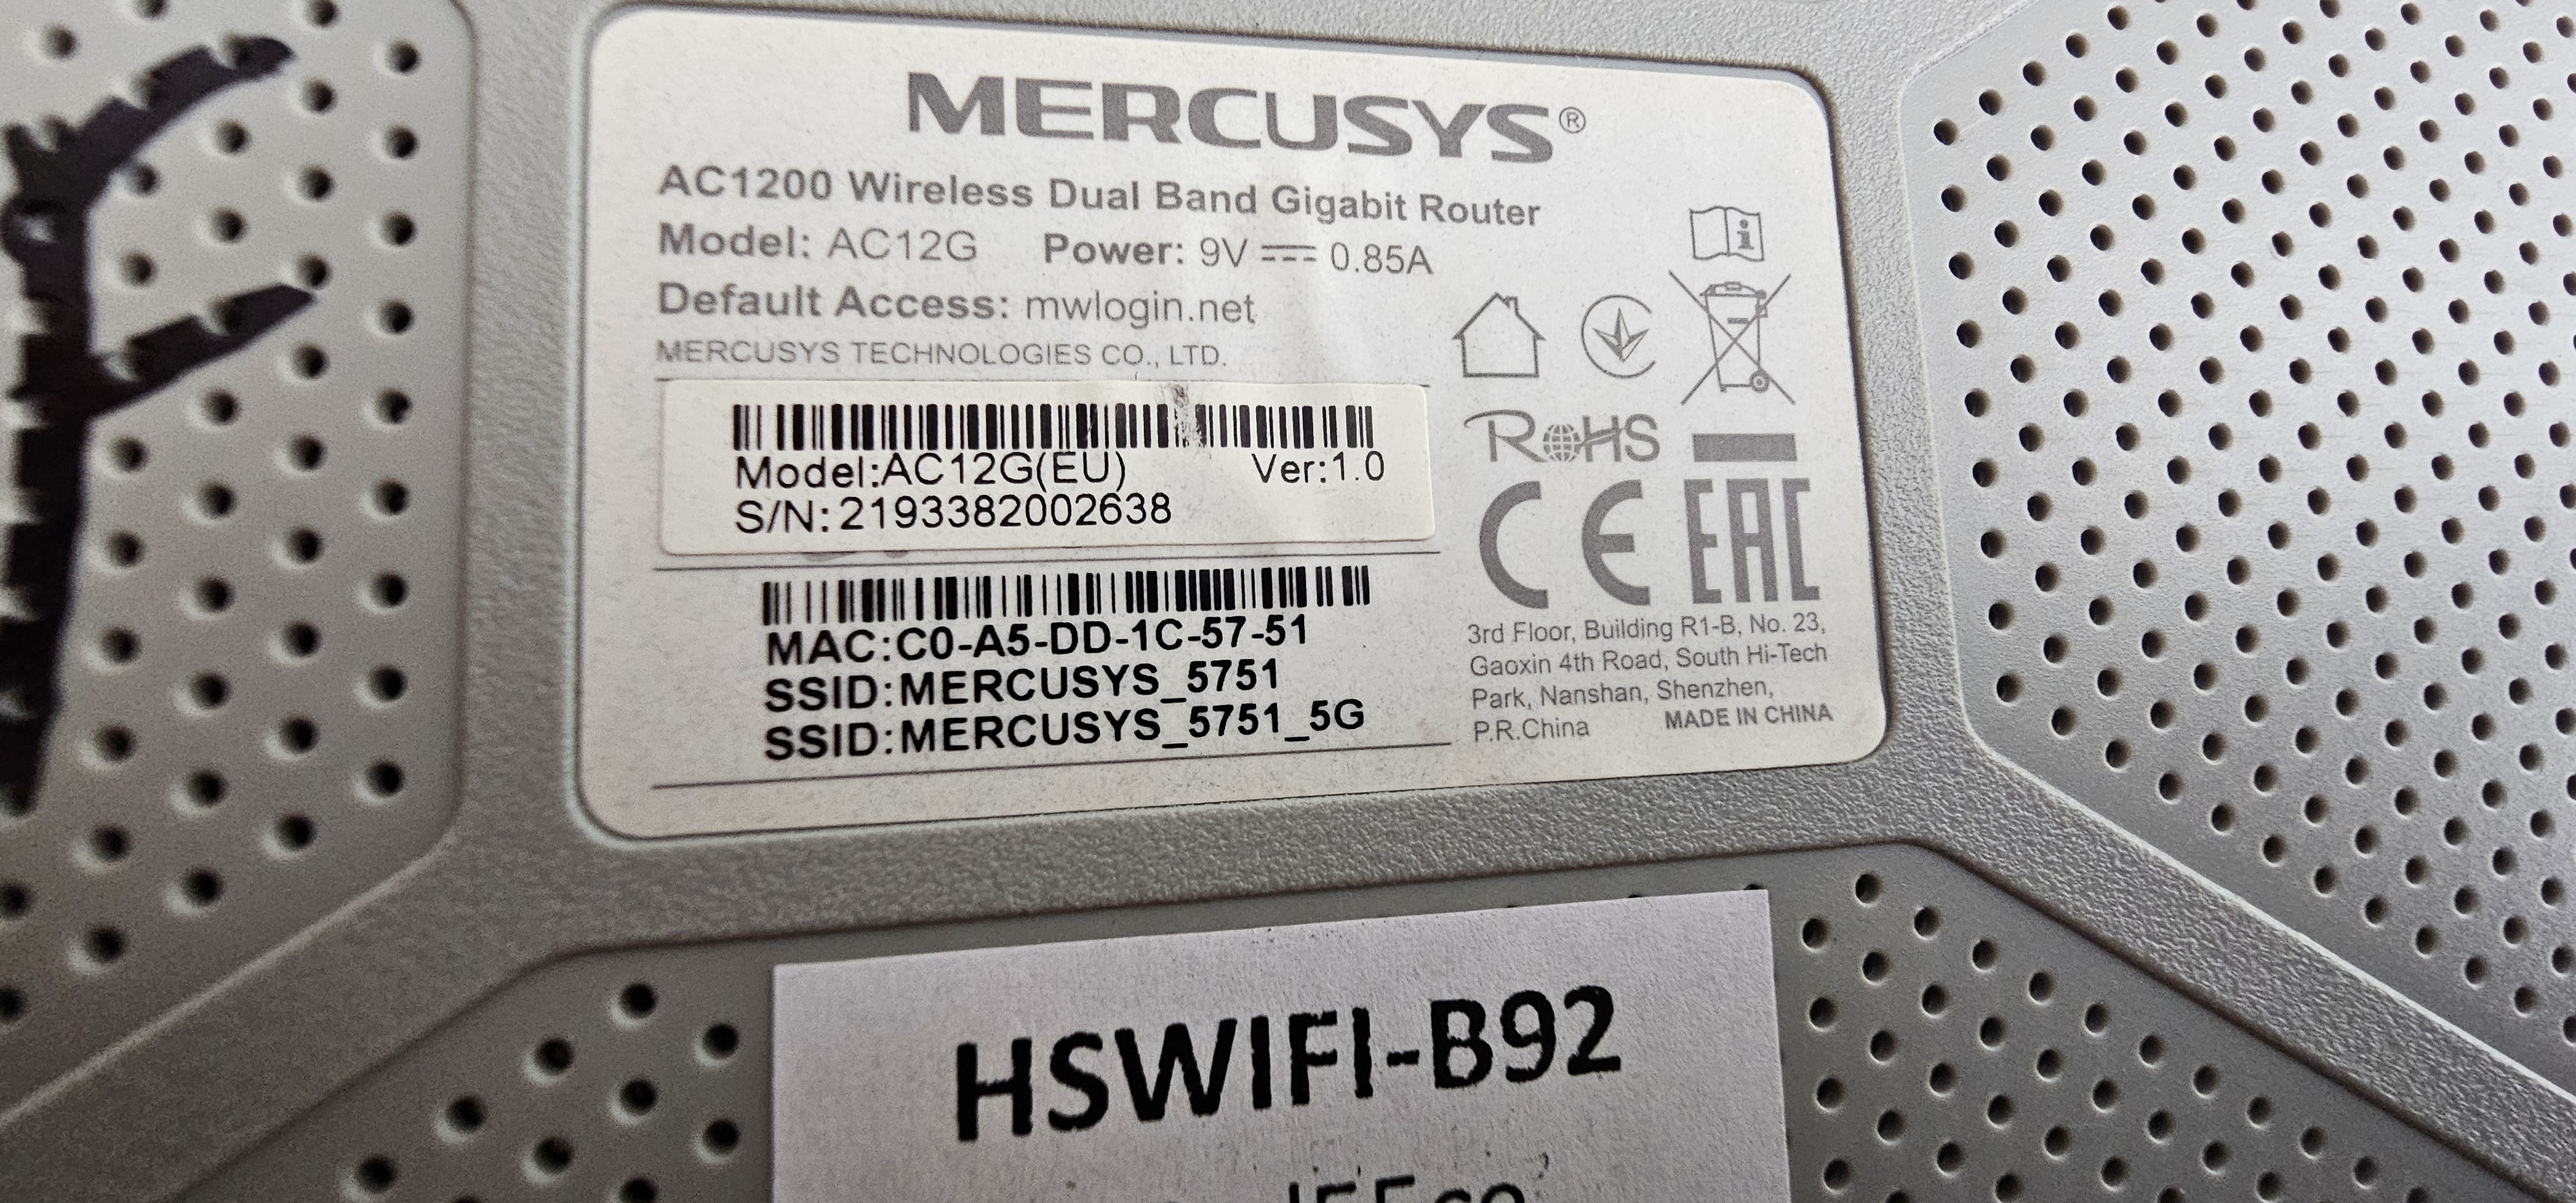 MERCUSYS®
AC1200 Wireless Dual Band Gigabit Router
Model: AC12G Power: 9V ⎓ 0.85A
Default Access: mwlogin.net
MERCUSYS TECHNOLOGIES CO., LTD.
Model:AC12G(EU) Ver:1.0
S/N:2193382002638
MAC:C0-A5-DD-1C-57-51
SSID:MERCUSYS_5751
SSID:MERCUSYS_5751_5G
RoHS
CE EAC
3rd Floor, Building R1-B, No. 23,
Gaoxin 4th Road, South Hi-Tech
Park, Nanshan, Shenzhen,
P.R.China MADE IN CHINA
HSWIFI-B92